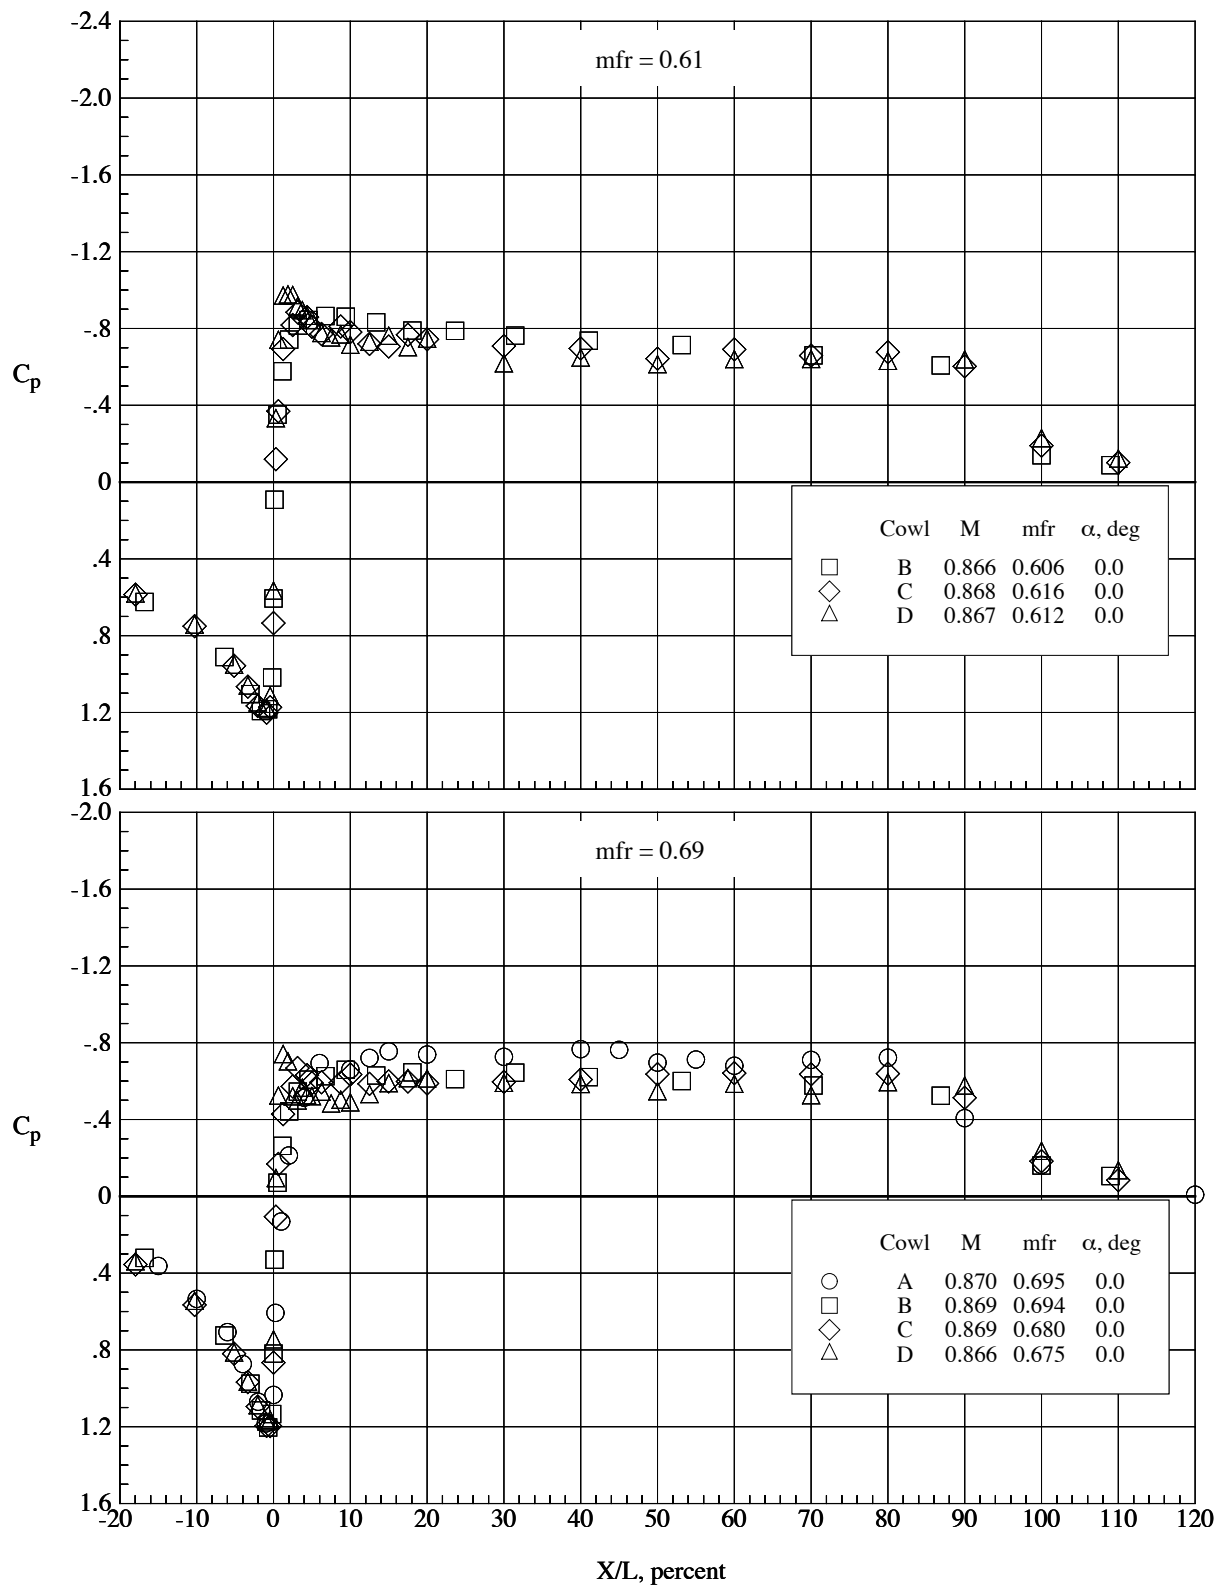 -2.4
mfr = 0.61
-2.0
-1.6
-1.2
-.8
Cp
-.4
0
Cowl M mfr α, deg
B 0.866 0.606 0.0
C 0.868 0.616 0.0
D 0.867 0.612 0.0
.4
.8
1.2
1.6
-2.0
mfr = 0.69
-1.6
-1.2
-.8
Cp
-.4
0
Cowl M mfr α, deg
A 0.870 0.695 0.0
B 0.869 0.694 0.0
C 0.869 0.680 0.0
D 0.866 0.675 0.0
.4
.8
1.2
1.6
-20 -10 0 10 20 30 40 50 60 70 80 90 100 110 120
X/L, percent